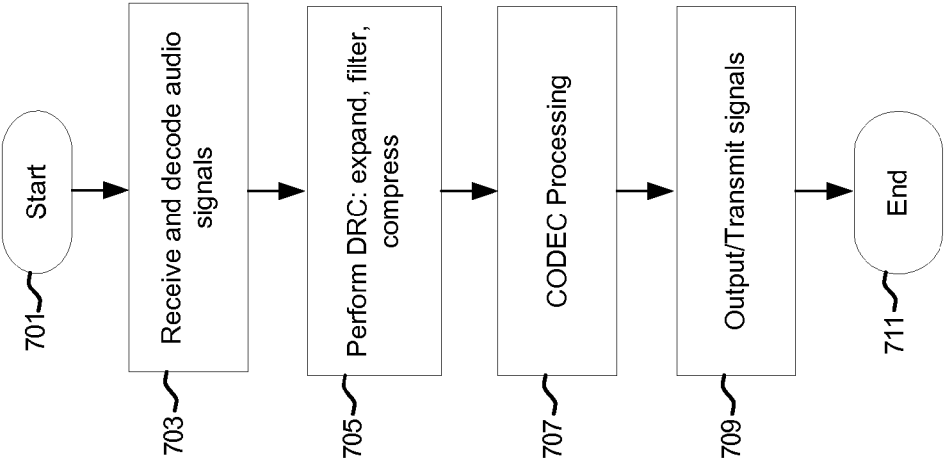 701
Start
703
Receive and decode audio
signals
705
Perform DRC: expand, filter,
compress
707
CODEC Processing
709
Output/Transmit signals
711
End